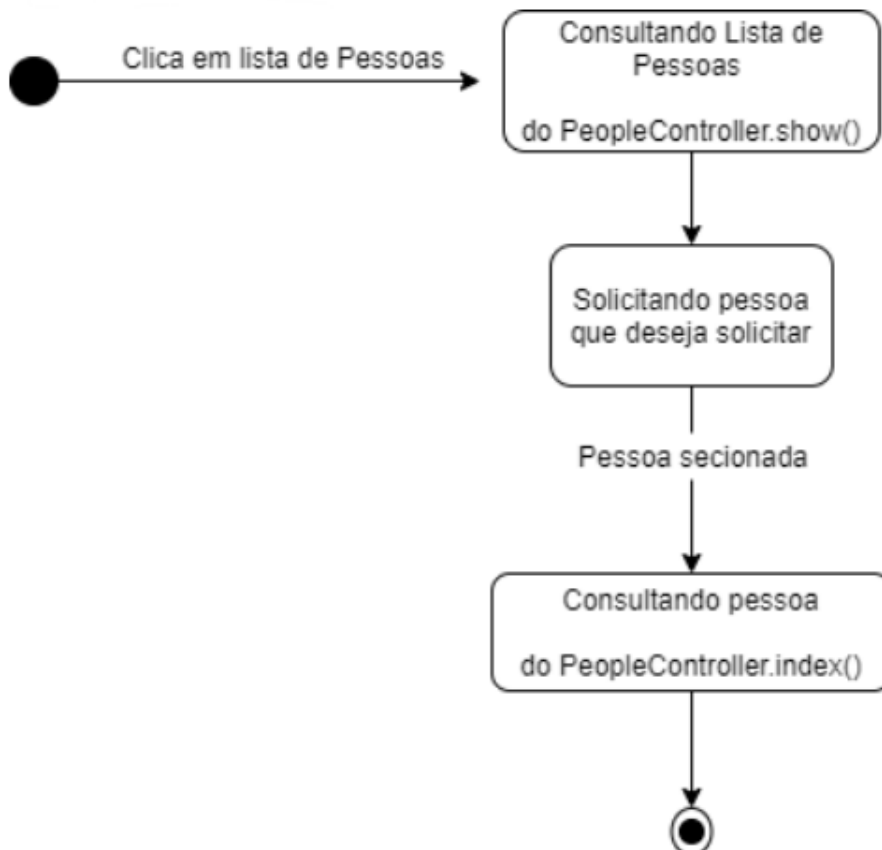 Clica em lista de Pessoas
Consultando Lista de
Pessoas
do PeopleController.show()
Solicitando pessoa
que deseja solicitar
Pessoa secionada
Consultando pessoa
do PeopleController.index()